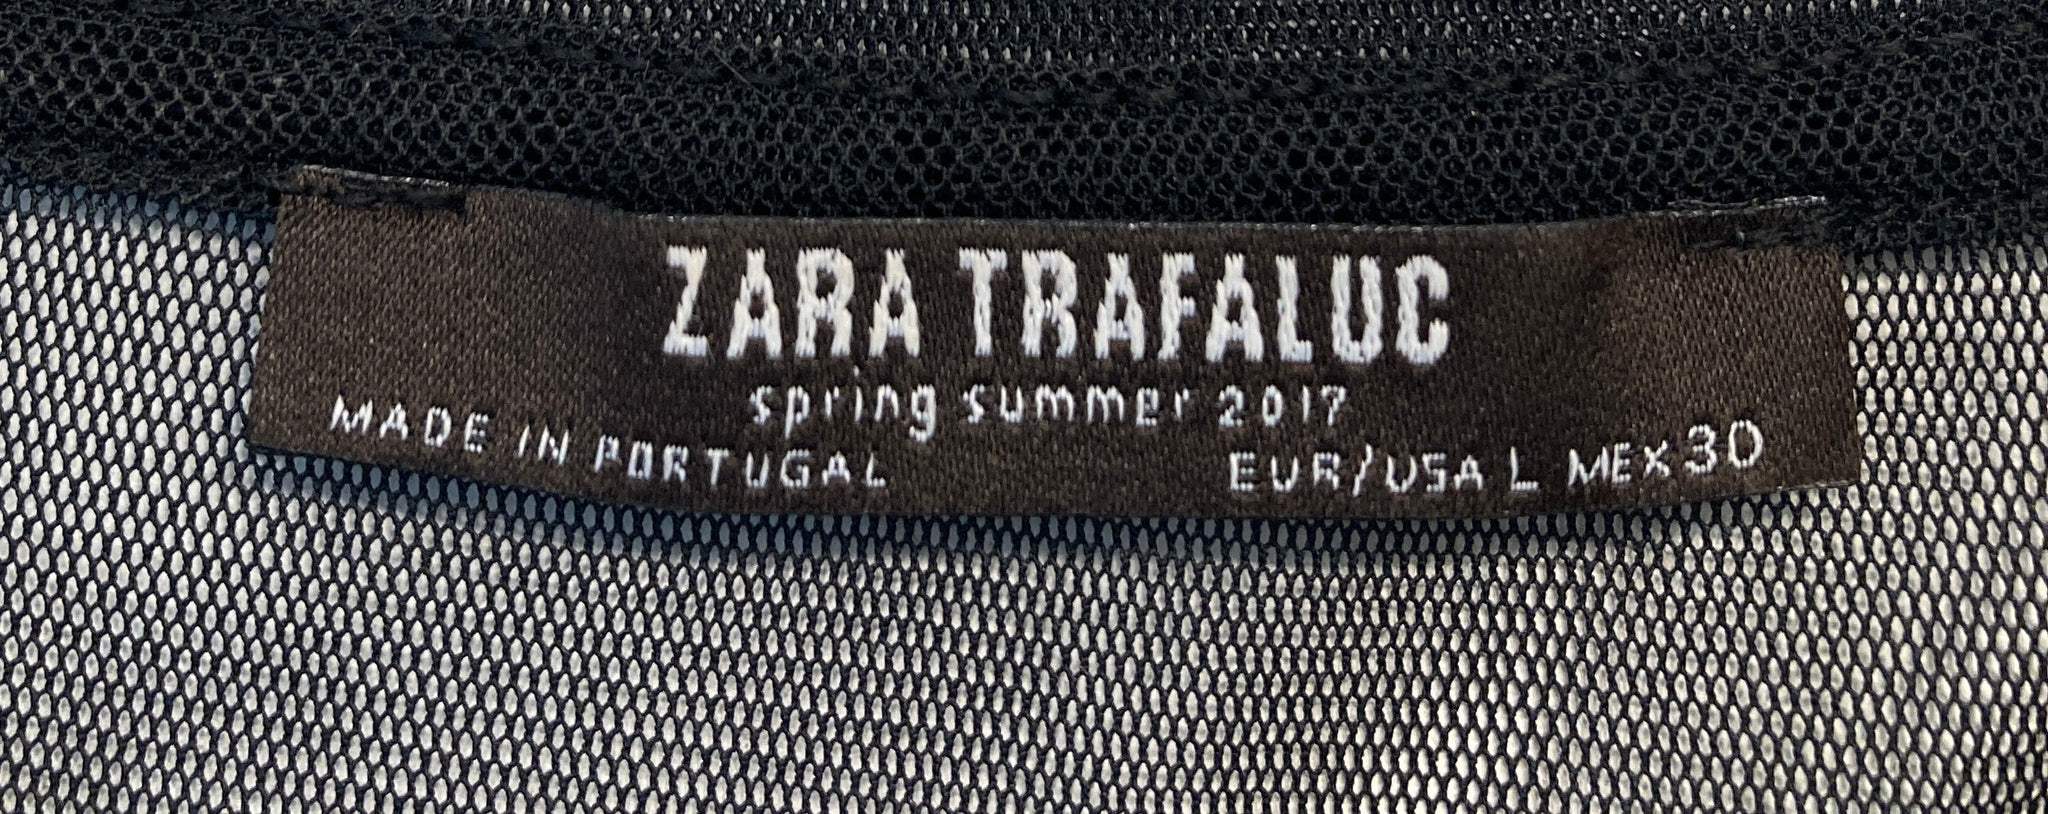 ZARA TRAFALUC
spring summer 2017
MADE IN PORTUGAL
EUR/USA L MEX 30